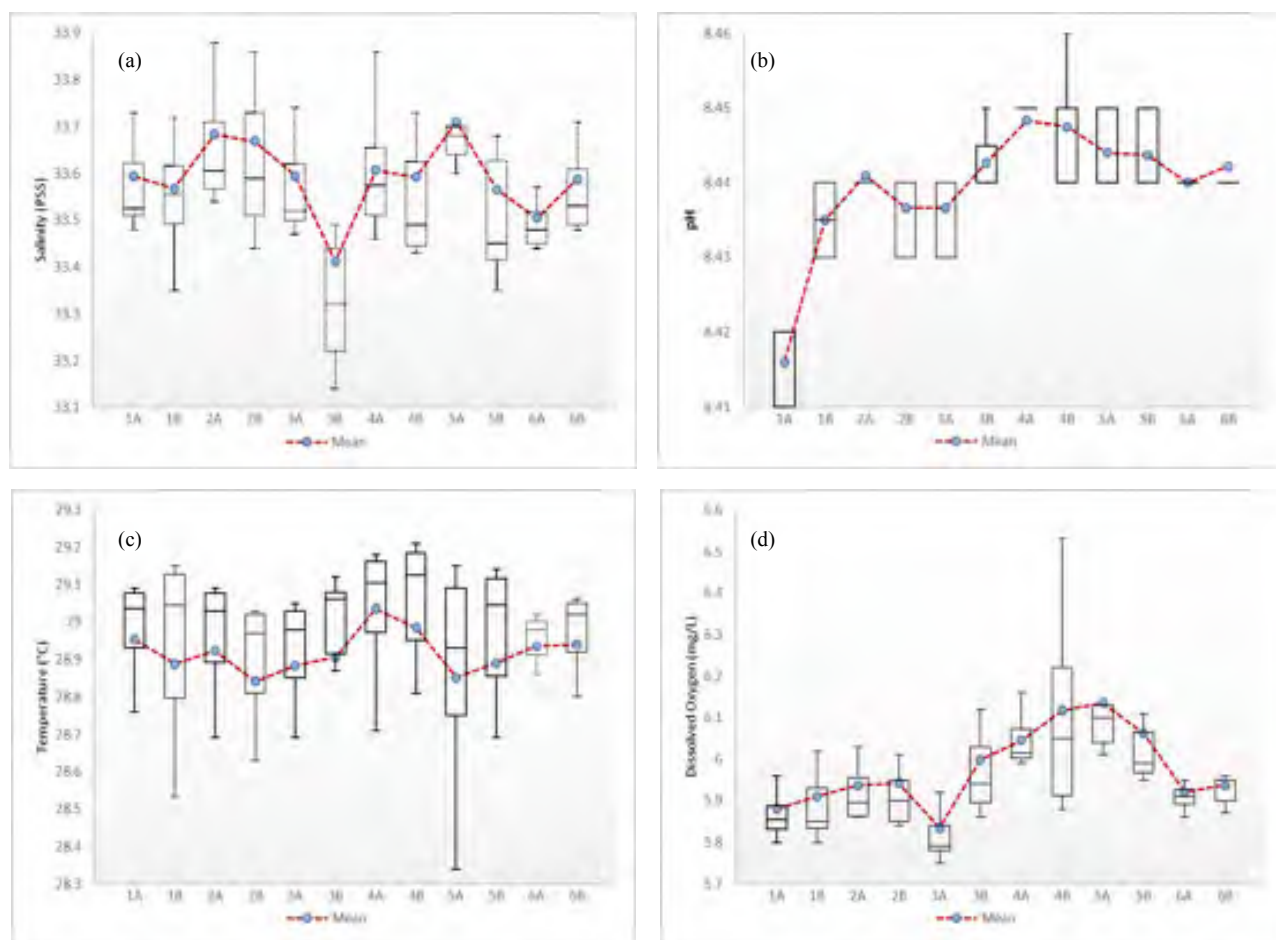 (a)
33.9
33.8
33.7
33.6
33.5
33.4
33.3
33.2
33.1
Salinity (PSS)
1A 1B 2A 2B 3A 3B 4A 4B 5A 5B 6A 6B
Mean
(b)
8.46
8.45
8.44
8.43
8.42
8.41
pH
1A 1B 2A 2B 3A 3B 4A 4B 5A 5B 6A 6B
Mean
(c)
29.3
29.2
29.1
29
28.9
28.8
28.7
28.6
28.5
28.4
28.3
Temperature (°C)
1A 1B 2A 2B 3A 3B 4A 4B 5A 5B 6A 6B
Mean
(d)
6.6
6.5
6.4
6.3
6.2
6.1
6
5.9
5.8
5.7
Dissolved Oxygen (mg/L)
1A 1B 2A 2B 3A 3B 4A 4B 5A 5B 6A 6B
Mean